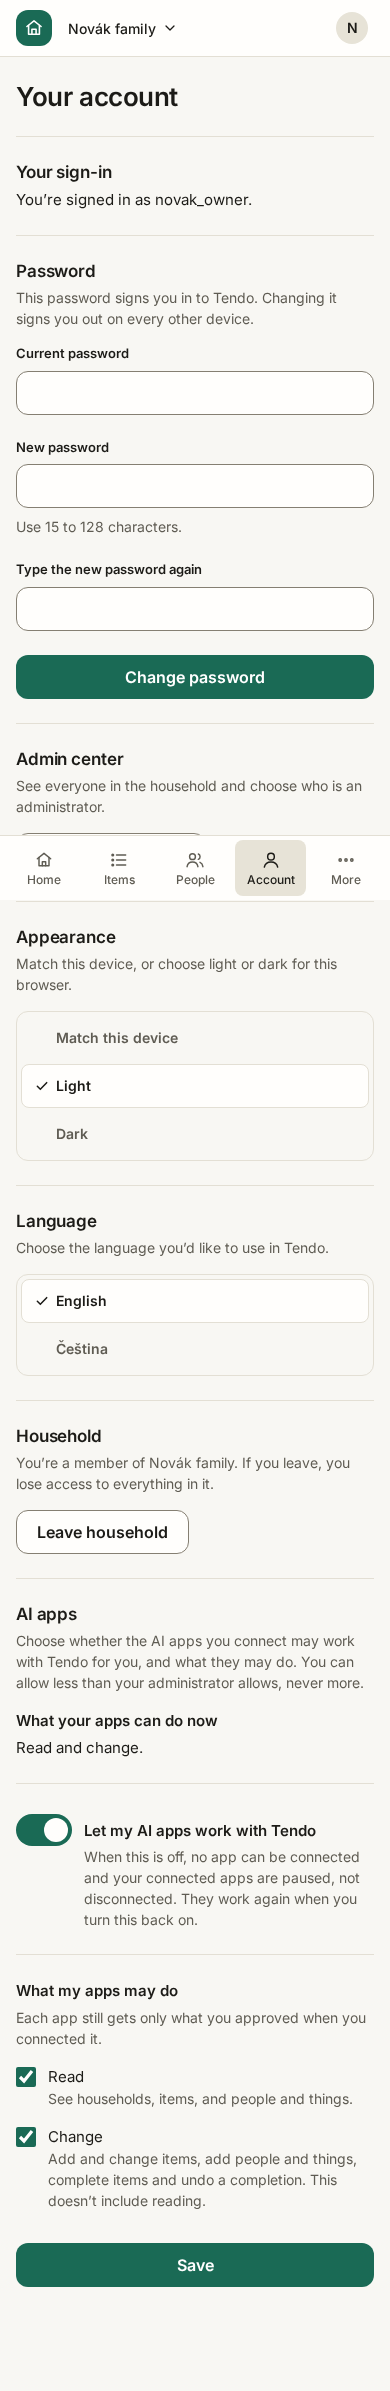 Novák family
N
Your account
Your sign-in
You’re signed in as novak_owner.
Password
This password signs you in to Tendo. Changing it
signs you out on every other device.
Current password
New password
Use 15 to 128 characters.
Type the new password again
Change password
Admin center
See everyone in the household and choose who is an
administrator.
Home
Items
People
Account
More
Appearance
Match this device, or choose light or dark for this
browser.
Match this device
Light
Dark
Language
Choose the language you’d like to use in Tendo.
English
Čeština
Household
You’re a member of Novák family. If you leave, you
lose access to everything in it.
Leave household
AI apps
Choose whether the AI apps you connect may work
with Tendo for you, and what they may do. You can
allow less than your administrator allows, never more.
What your apps can do now
Read and change.
Let my AI apps work with Tendo
When this is off, no app can be connected
and your connected apps are paused, not
disconnected. They work again when you
turn this back on.
What my apps may do
Each app still gets only what you approved when you
connected it.
Read
See households, items, and people and things.
Change
Add and change items, add people and things,
complete items and undo a completion. This
doesn’t include reading.
Save